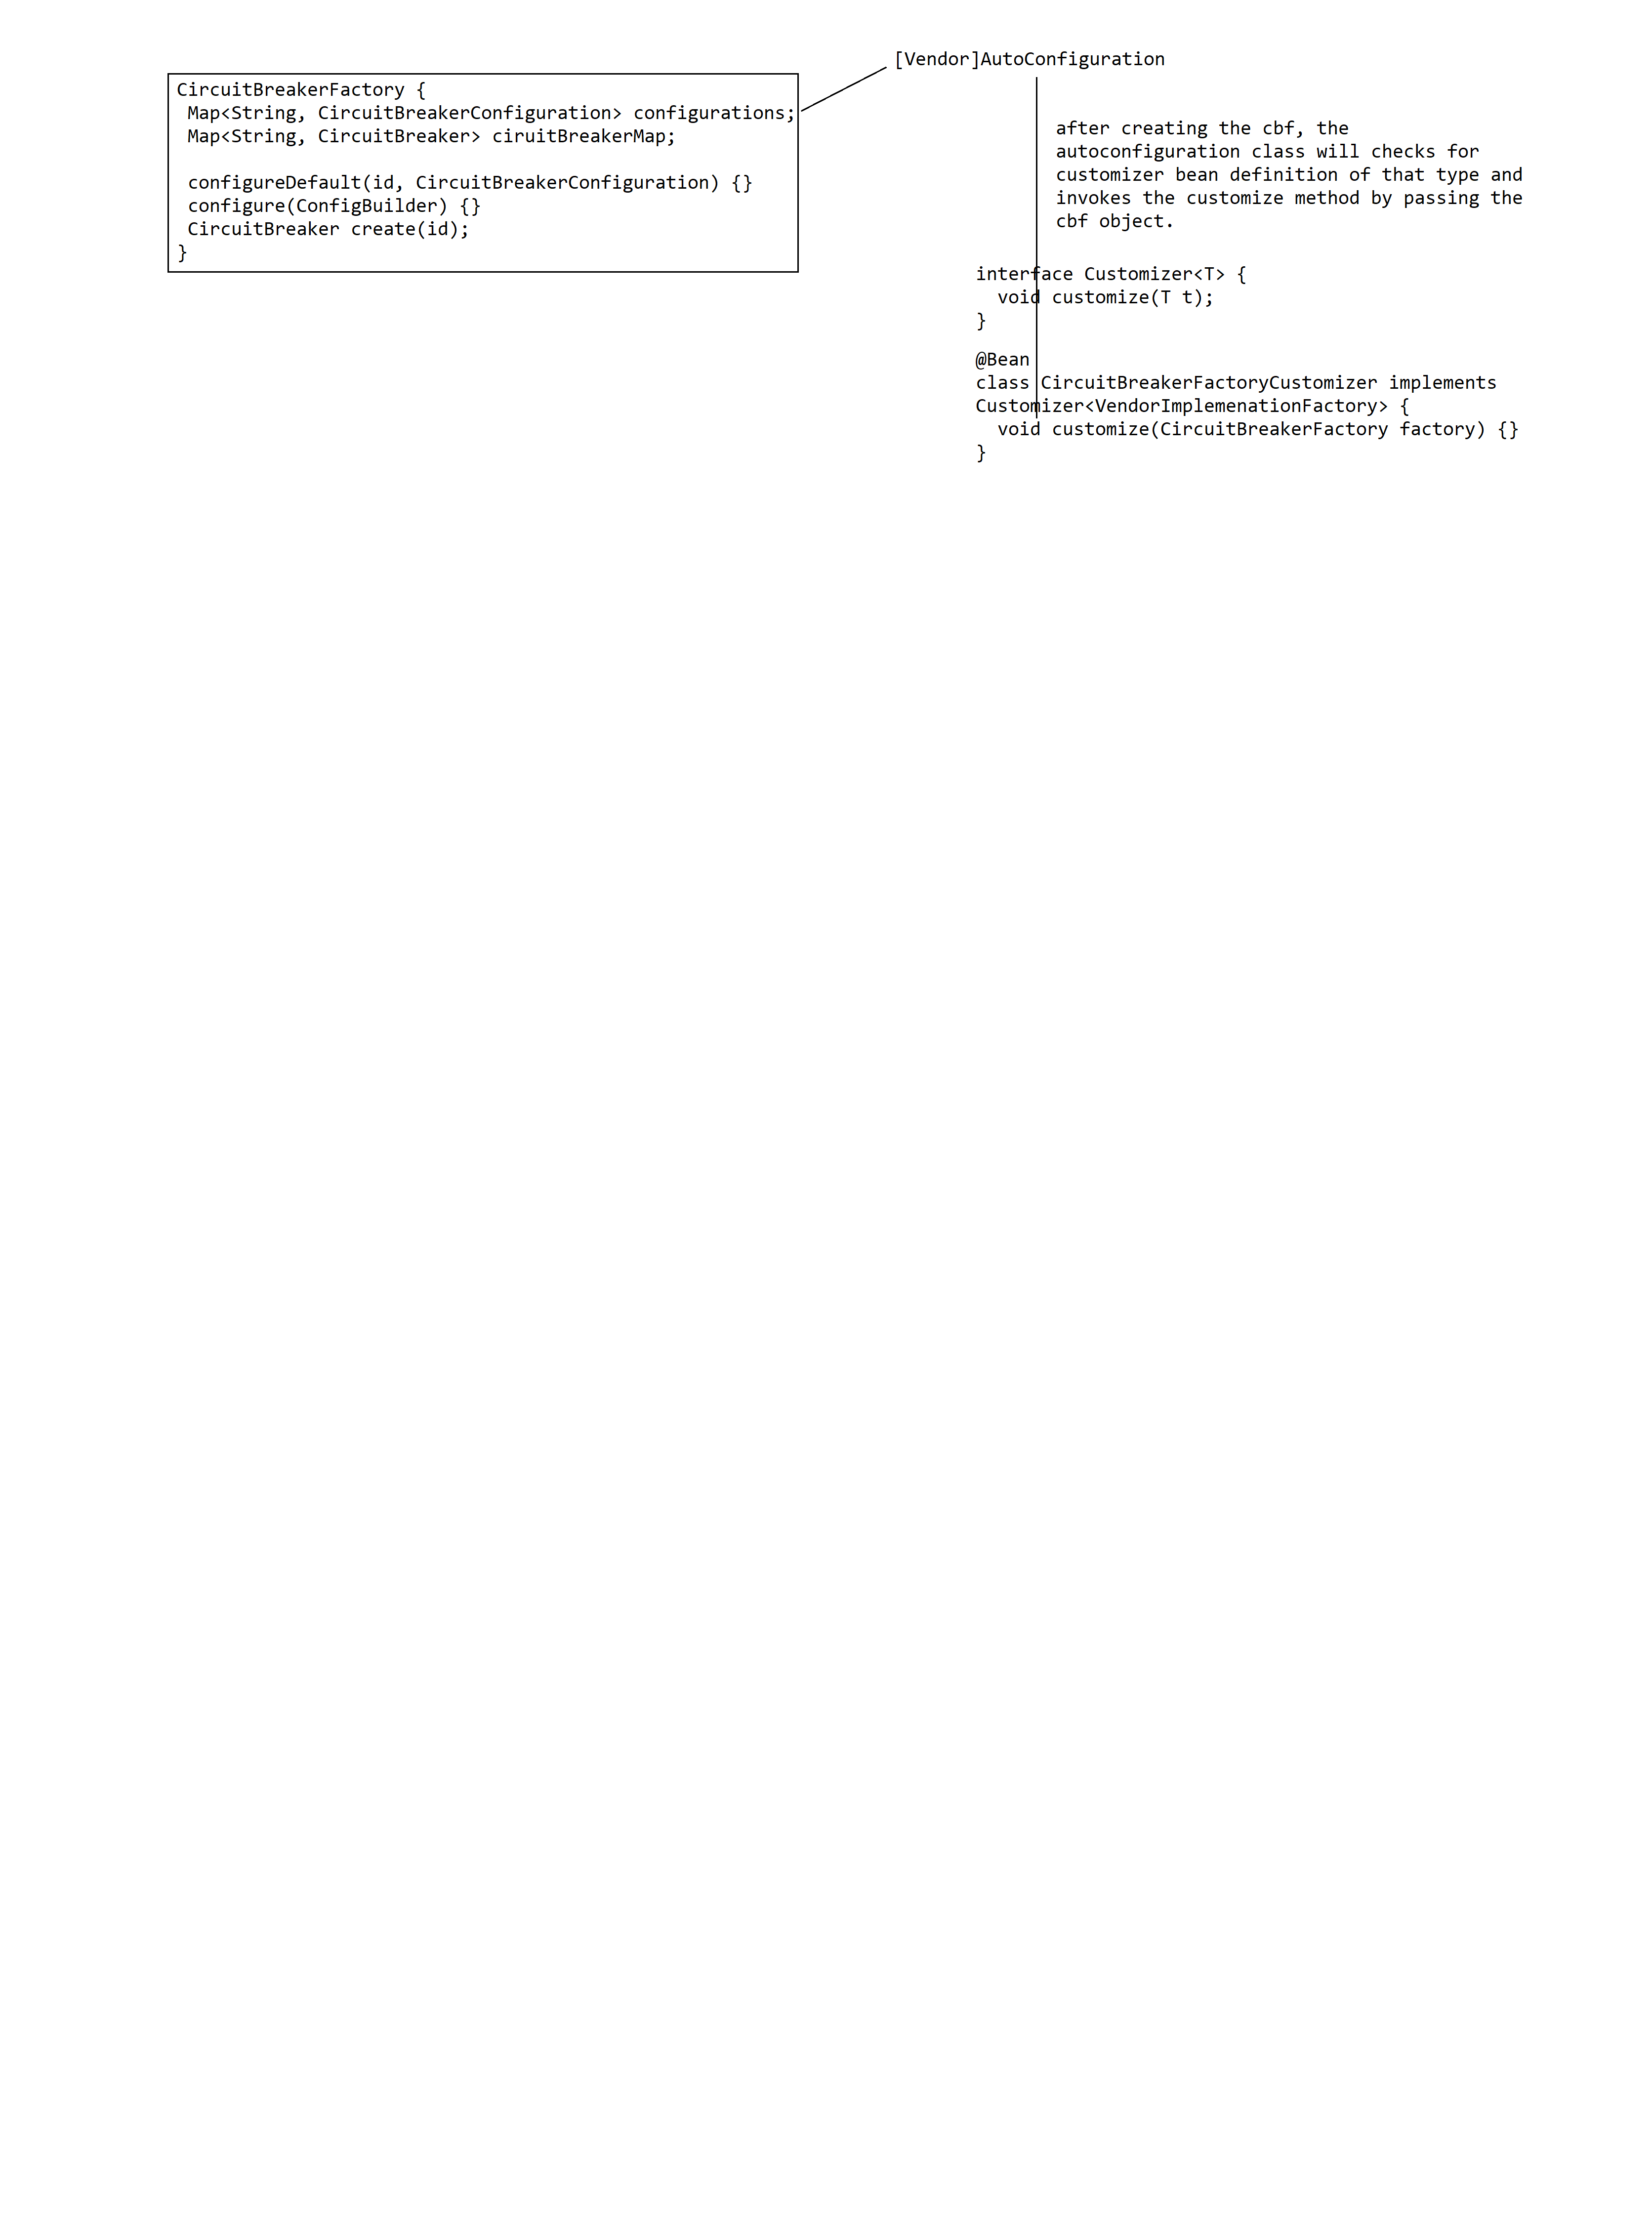 CircuitBreakerFactory {
 Map<String, CircuitBreakerConfiguration> configurations;
 Map<String, CircuitBreaker> ciruitBreakerMap;

 configureDefault(id, CircuitBreakerConfiguration) {}
 configure(ConfigBuilder) {}
 CircuitBreaker create(id);
}
[Vendor]AutoConfiguration
after creating the cbf, the
autoconfiguration class will checks for
customizer bean definition of that type and
invokes the customize method by passing the
cbf object.
interface Customizer<T> {
  void customize(T t);
}
@Bean
class CircuitBreakerFactoryCustomizer implements
Customizer<VendorImplemenationFactory> {
  void customize(CircuitBreakerFactory factory) {}
}